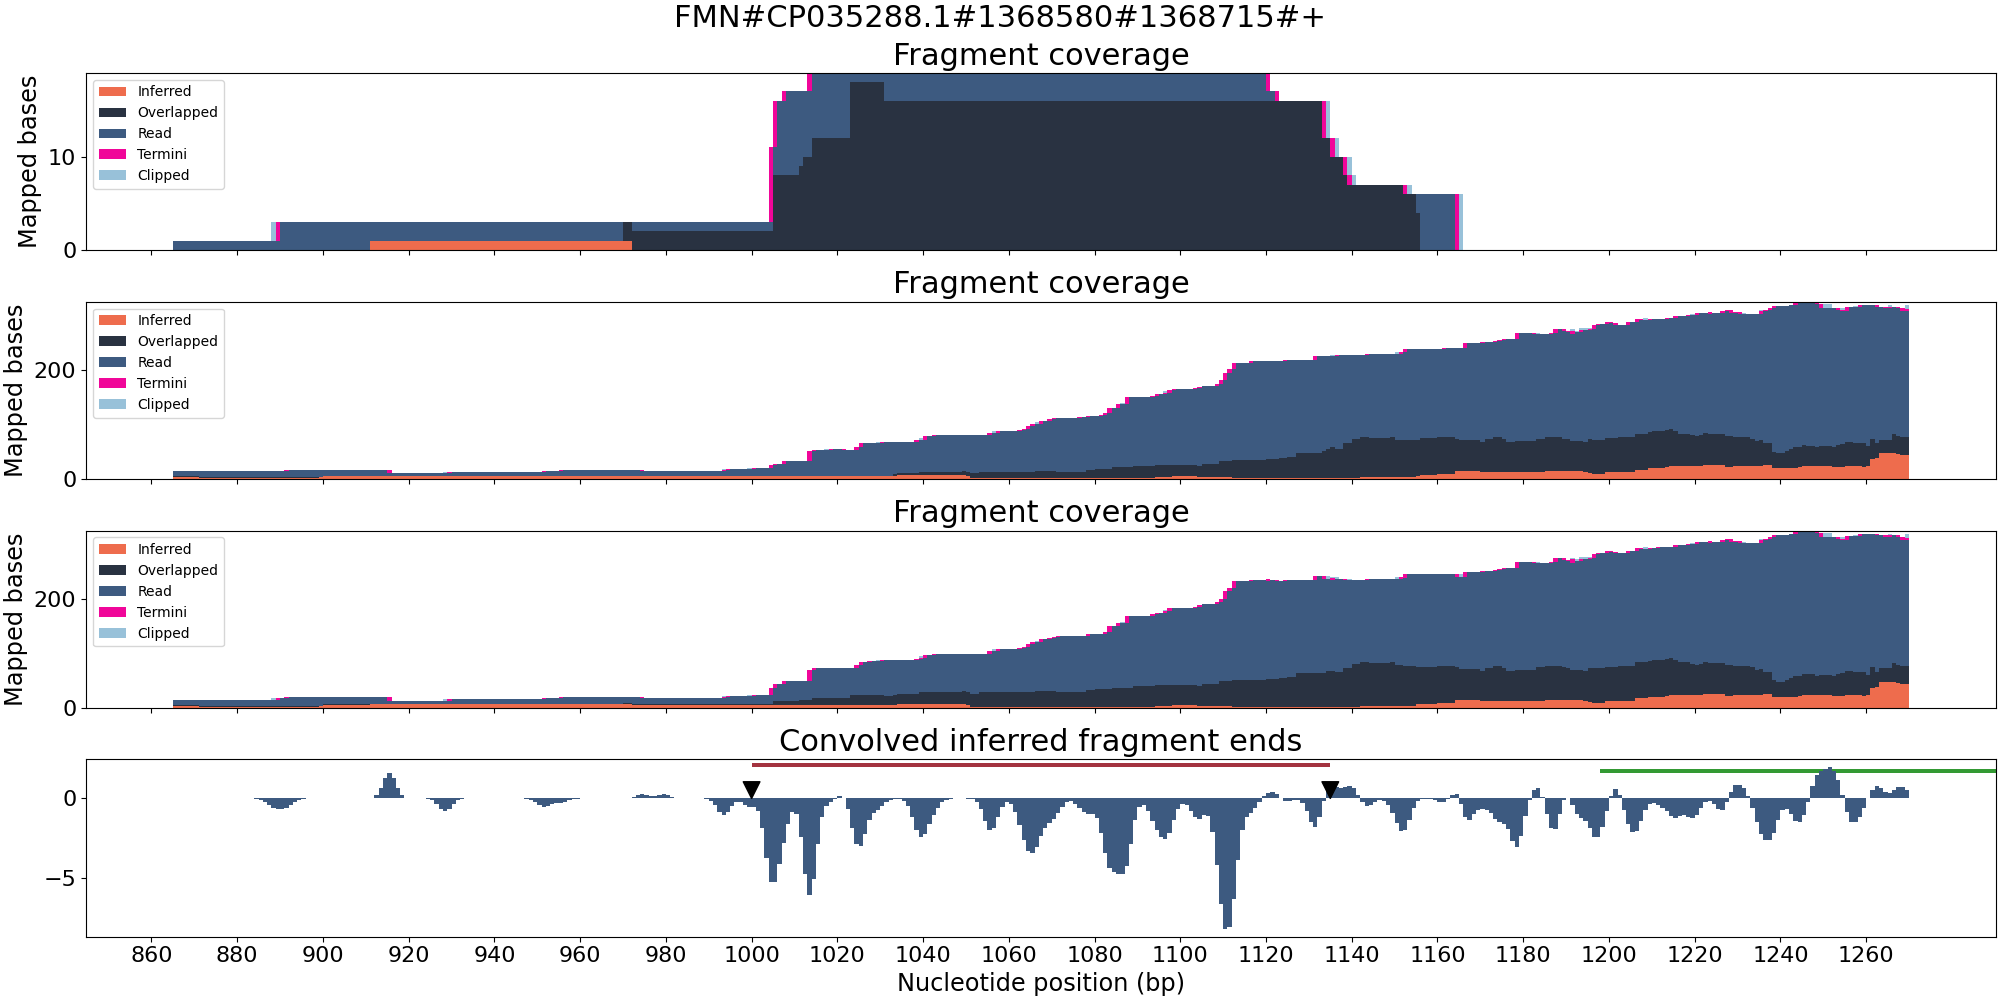 FMN#CP035288.1#1368580#1368715#+
Fragment coverage
Mapped bases
10
0
Inferred
Overlapped
Read
Termini
Clipped
Fragment coverage
Mapped bases
200
0
Inferred
Overlapped
Read
Termini
Clipped
Fragment coverage
Mapped bases
200
0
Inferred
Overlapped
Read
Termini
Clipped
Convolved inferred fragment ends
0
−5
860 880 900 920 940 960 980 1000 1020 1040 1060 1080 1100 1120 1140 1160 1180 1200 1220 1240 1260
Nucleotide position (bp)